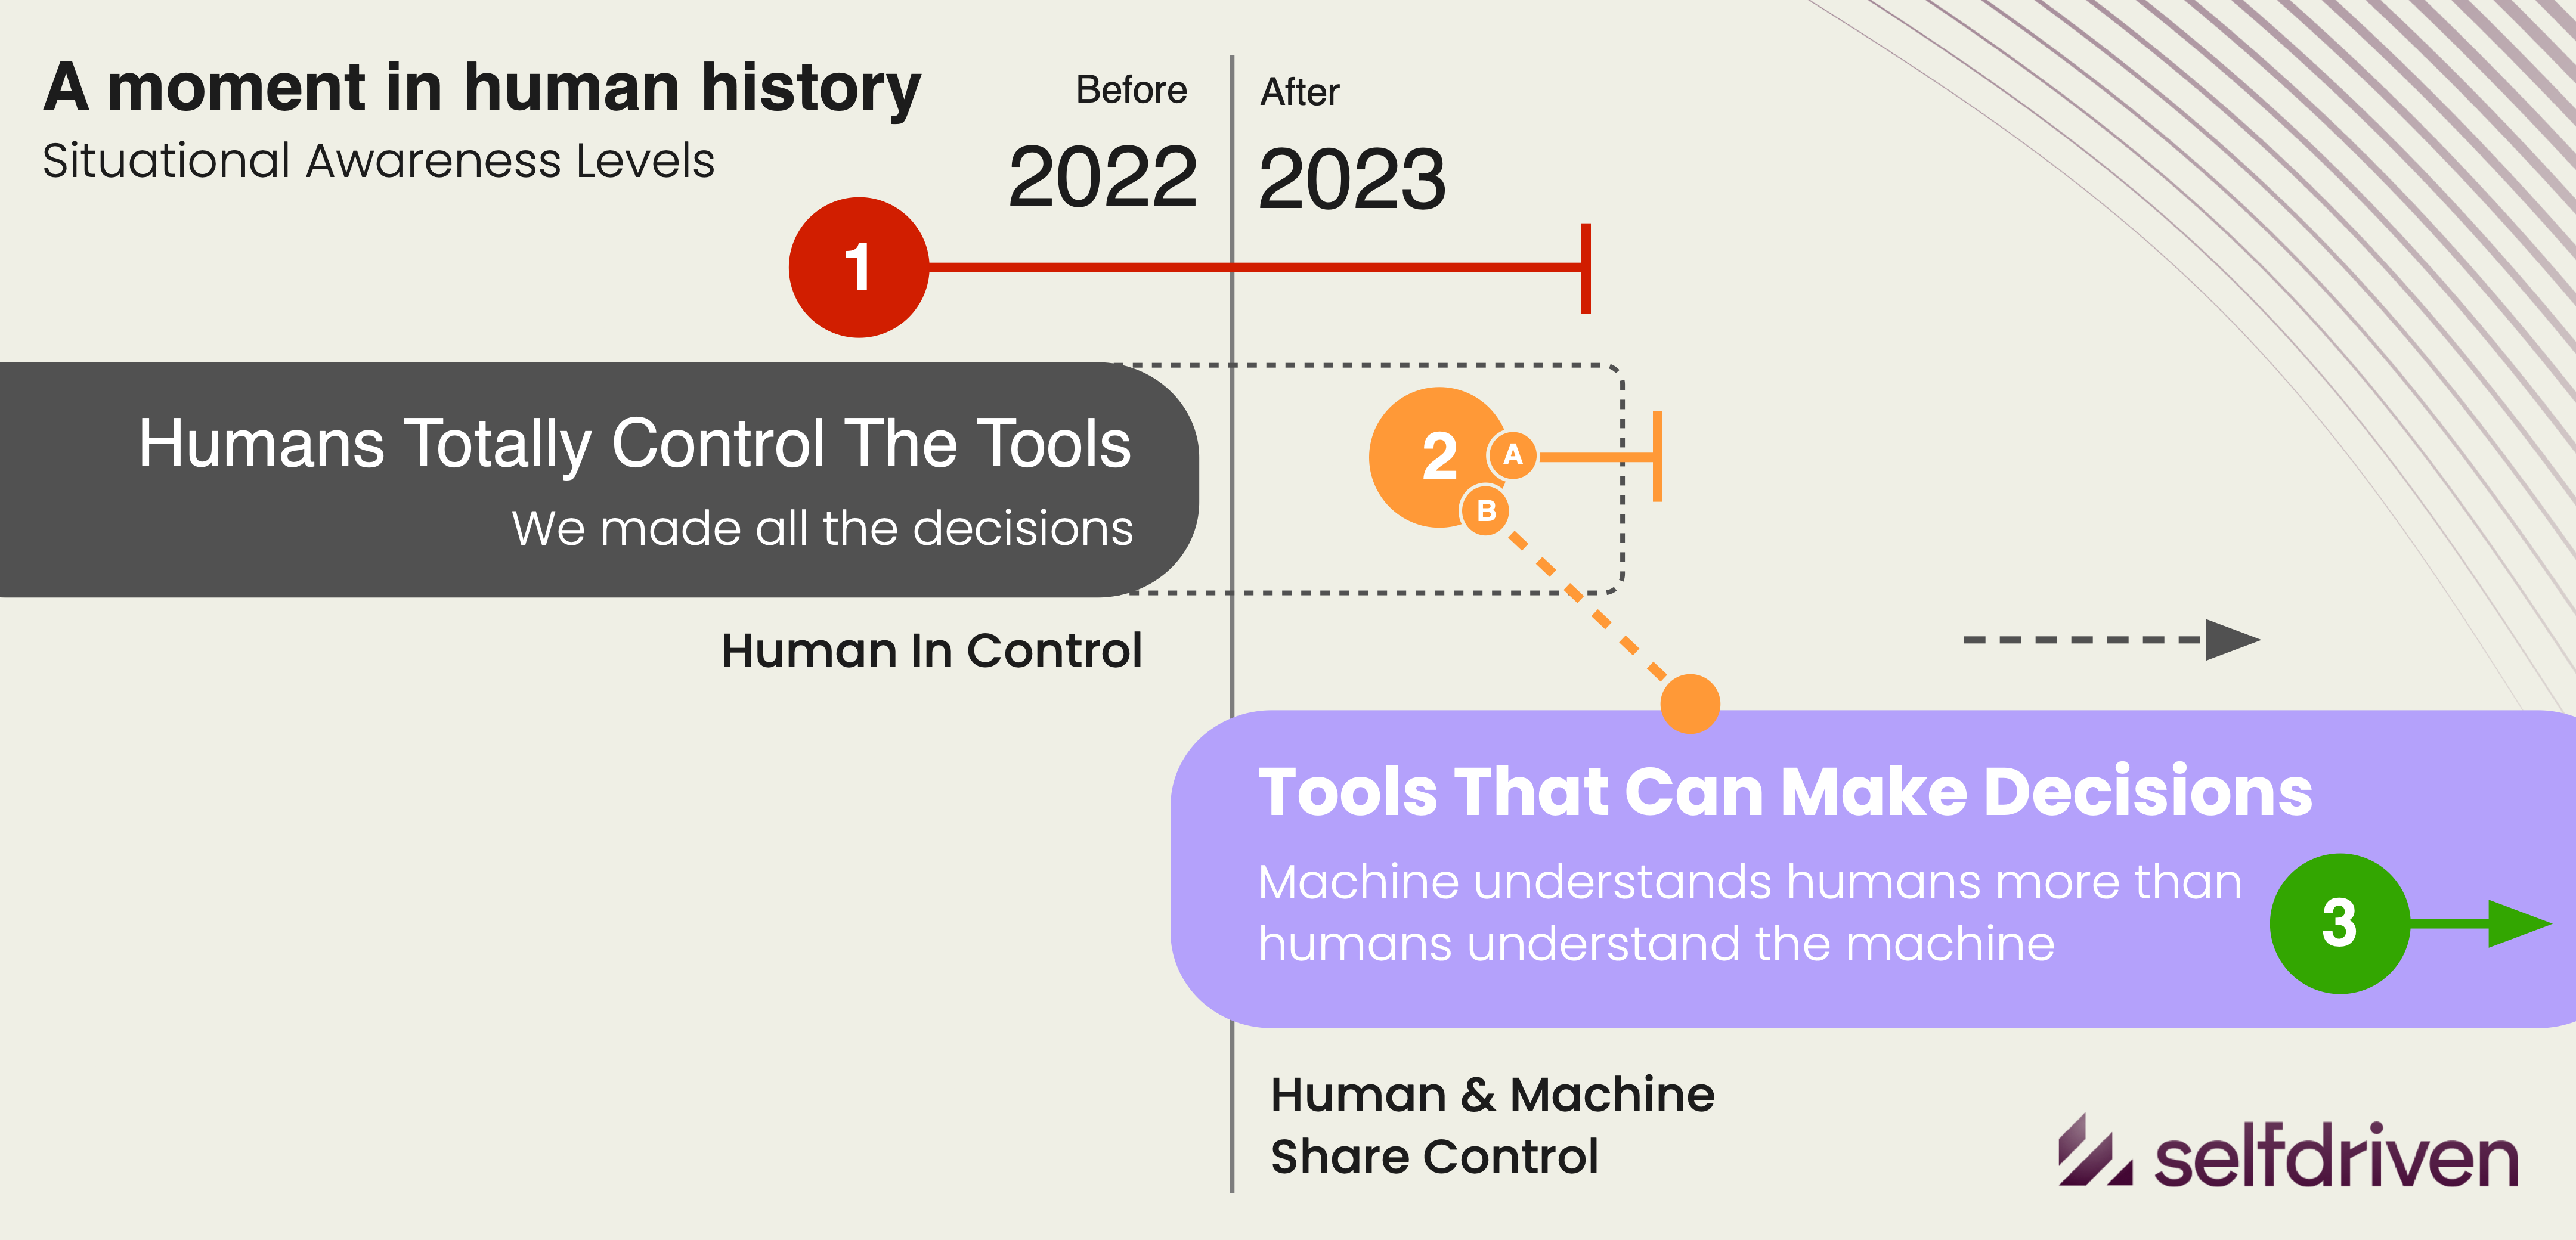 A moment in human history
Situational Awareness Levels
Before
2022
After
2023
1
Humans Totally Control The Tools
We made all the decisions
2
A
B
Human In Control
Tools That Can Make Decisions
Machine understands humans more than
humans understand the machine
3
Human & Machine
Share Control
selfdriven